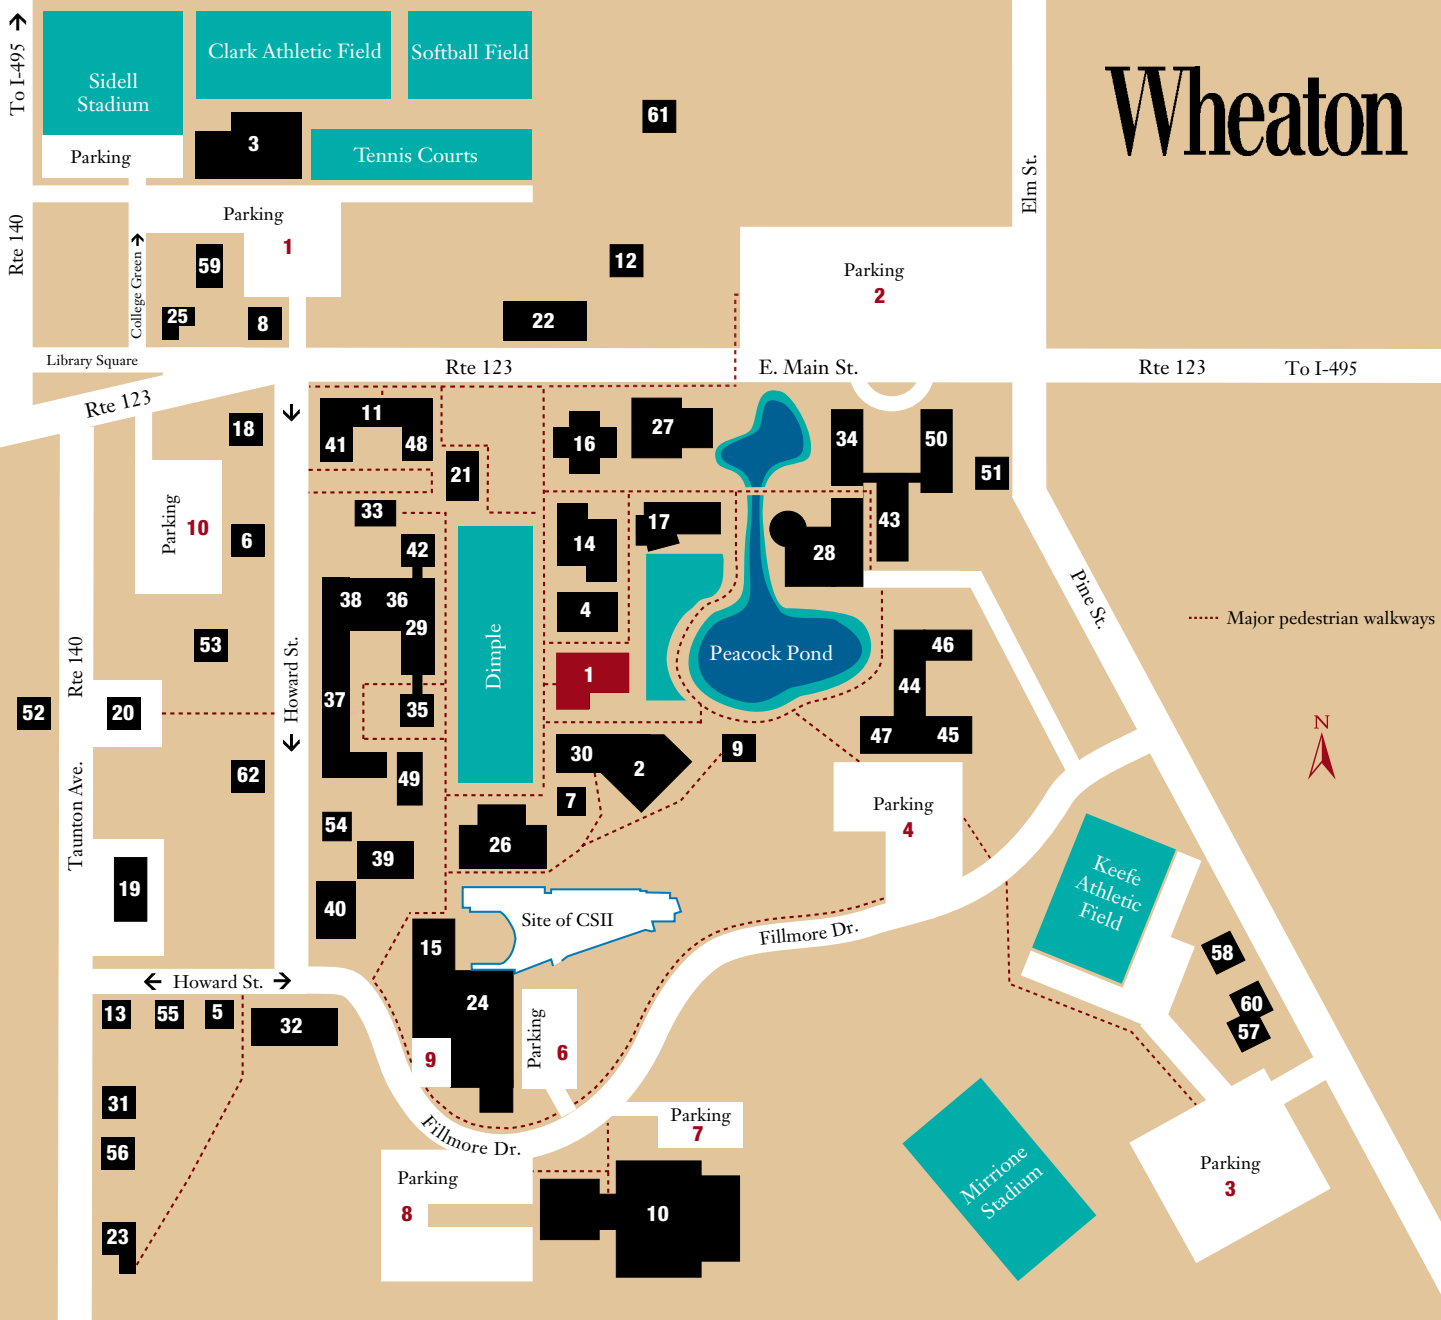 To I-495
Sidell
Stadium
Clark Athletic Field
Softball Field
Wheaton
61
Parking
3
Tennis Courts
Elm St.
Rte 140
Parking
1
College Green
59
12
Parking
2
25
8
22
Library Square
Rte 123
E. Main St.
Rte 123
To I-495
Rte 123
18
11
41
48
16
27
34
50
21
51
Parking
10
33
17
43
6
42
14
28
38
36
4
Pine St.
29
Major pedestrian walkways
53
Rte 140
Howard St.
Dimple
Peacock Pond
46
1
44
37
35
52
20
47
45
N
30
2
9
62
49
7
Taunton Ave.
Parking
4
54
26
39
19
Keefe
Athletic
Field
40
Site of CSII
15
Fillmore Dr.
58
Howard St.
24
60
57
13
55
5
32
Parking
6
9
31
Parking
7
Fillmore Dr.
56
Mirrione
Stadium
Parking
3
Parking
8
10
23